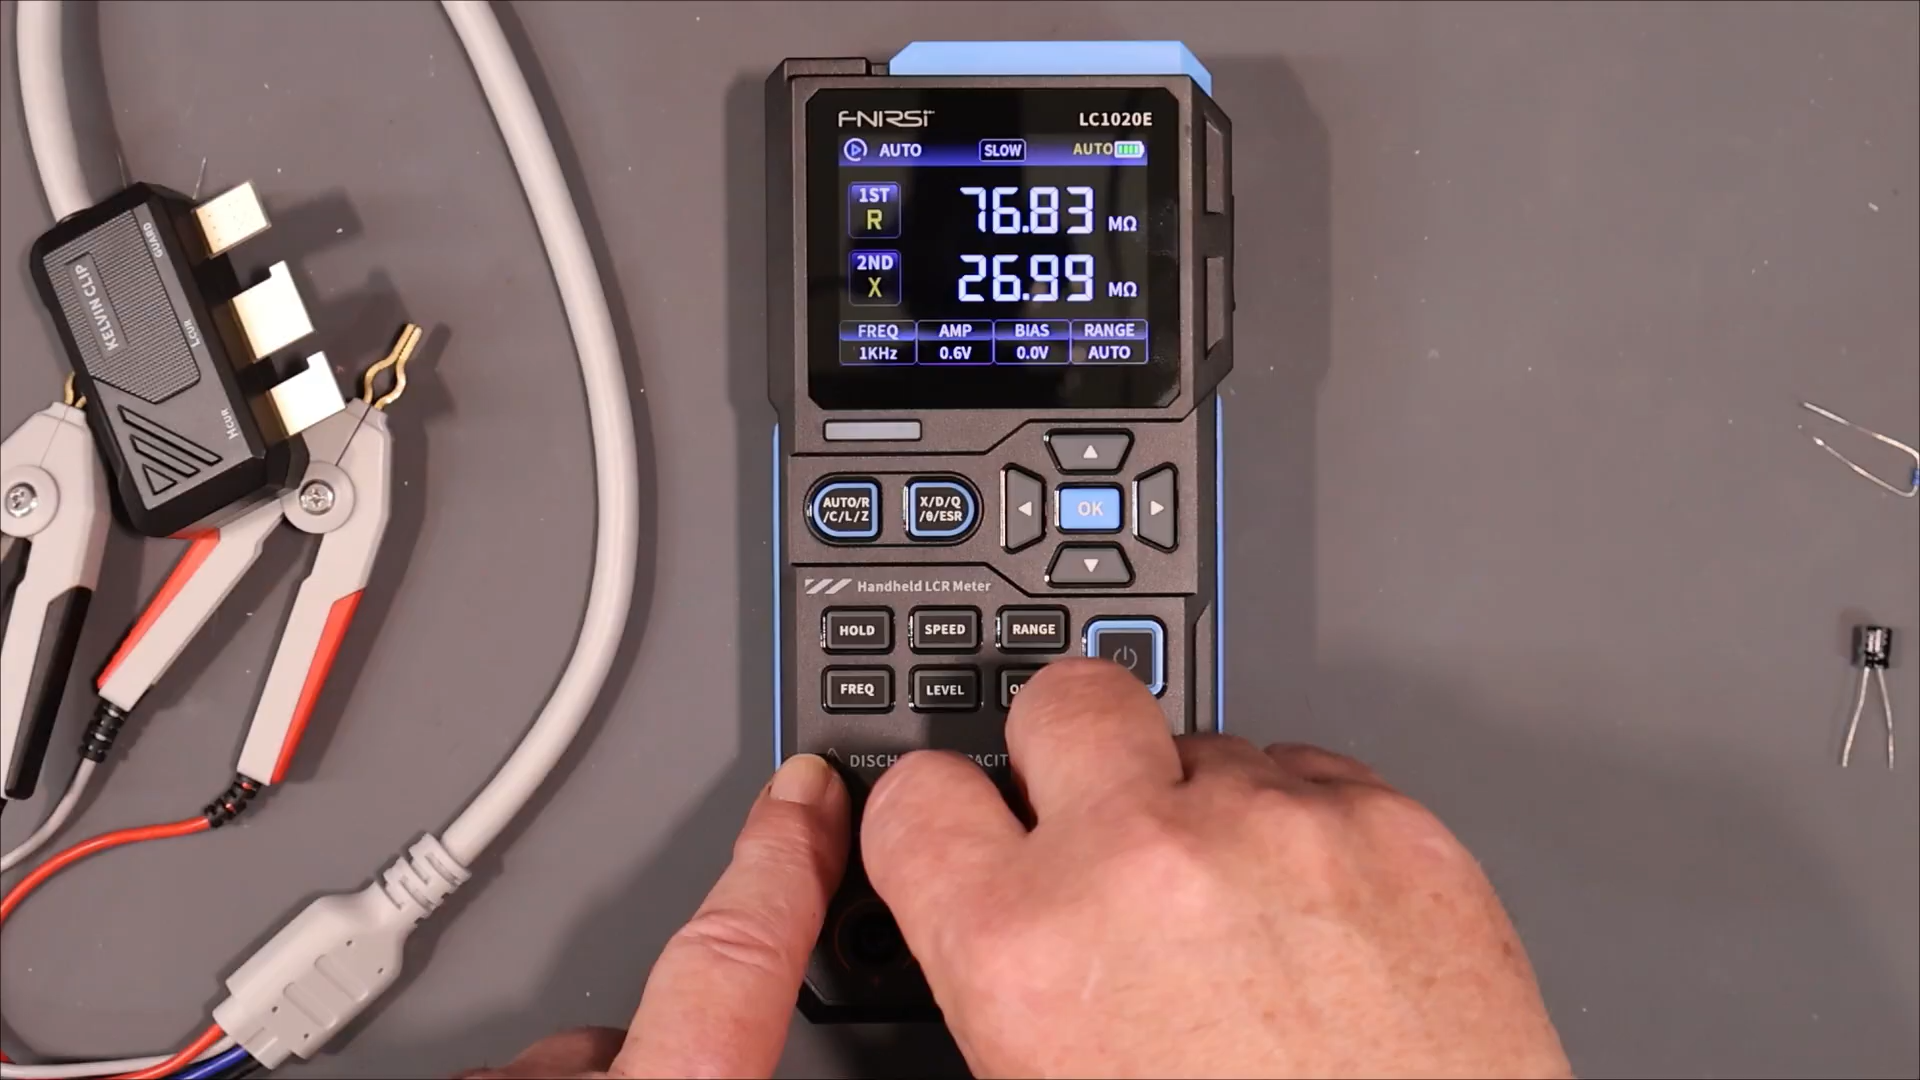 FNIRSI LC1020E
AUTO SLOW AUTO
1ST
R
76.83 MΩ
2ND
X
26.99 MΩ
FREQ AMP BIAS RANGE
1KHz 0.6V 0.0V AUTO
AUTO/R
/C/L/Z
X/D/Q
/θ/ESR
OK
Handheld LCR Meter
HOLD SPEED RANGE
FREQ LEVEL
KELVIN CLIP
GUARD
LCUR
HCUR